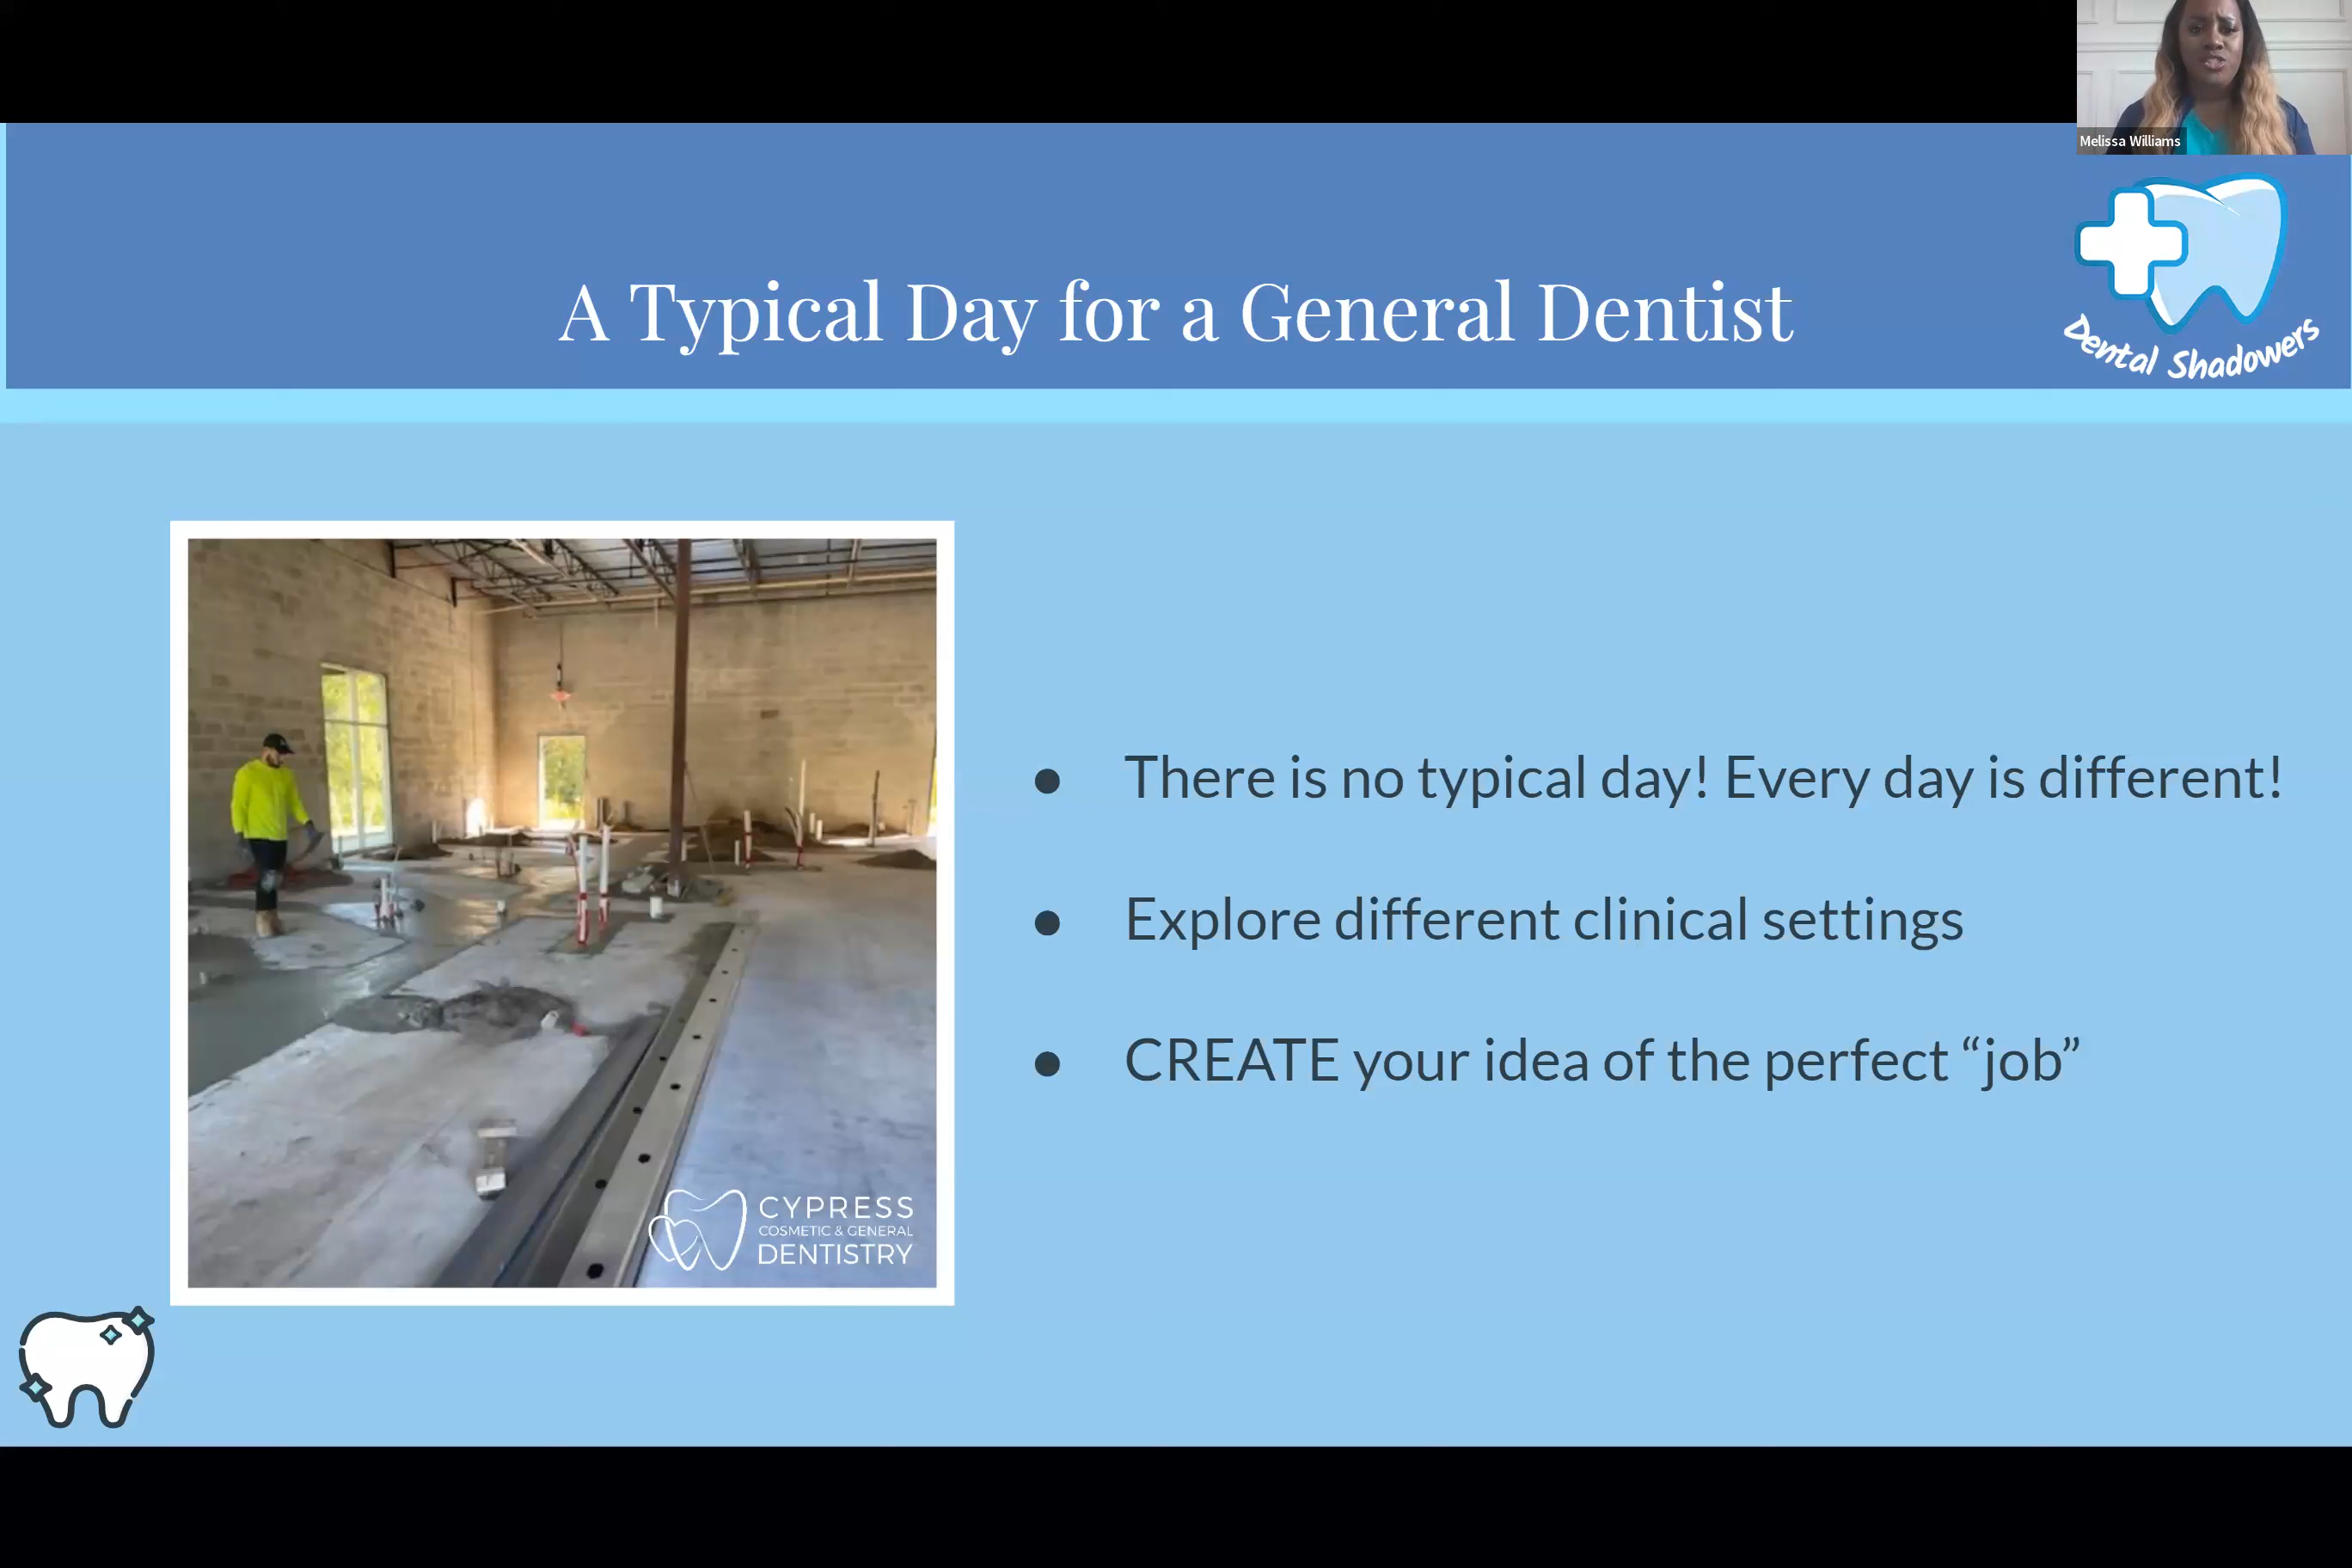 Melissa Williams
A Typical Day for a General Dentist
Dental Shadowers
CYPRESS
COSMETIC & GENERAL
DENTISTRY
● There is no typical day! Every day is different!
● Explore different clinical settings
● CREATE your idea of the perfect “job”